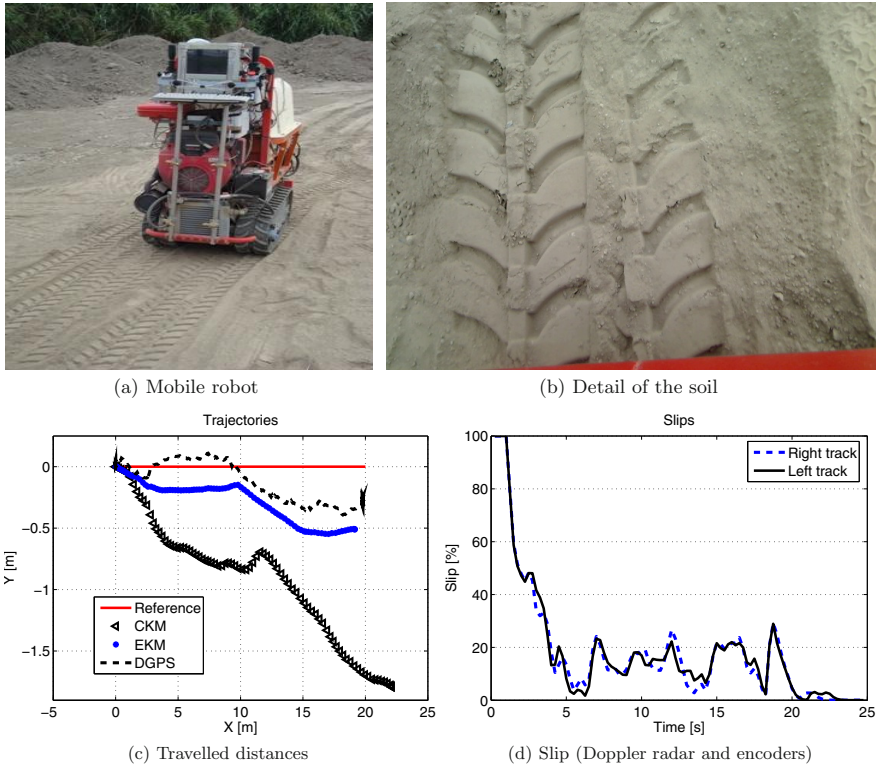 (a) Mobile robot
(b) Detail of the soil
Trajectories
0
−0.5
−1
−1.5
Y [m]
Reference
CKM
EKM
DGPS
−5 0 5 10 15 20 25
X [m]
(c) Travelled distances
Slips
100
80
60
40
20
0
Slip [%]
Right track
Left track
0 5 10 15 20 25
Time [s]
(d) Slip (Doppler radar and encoders)